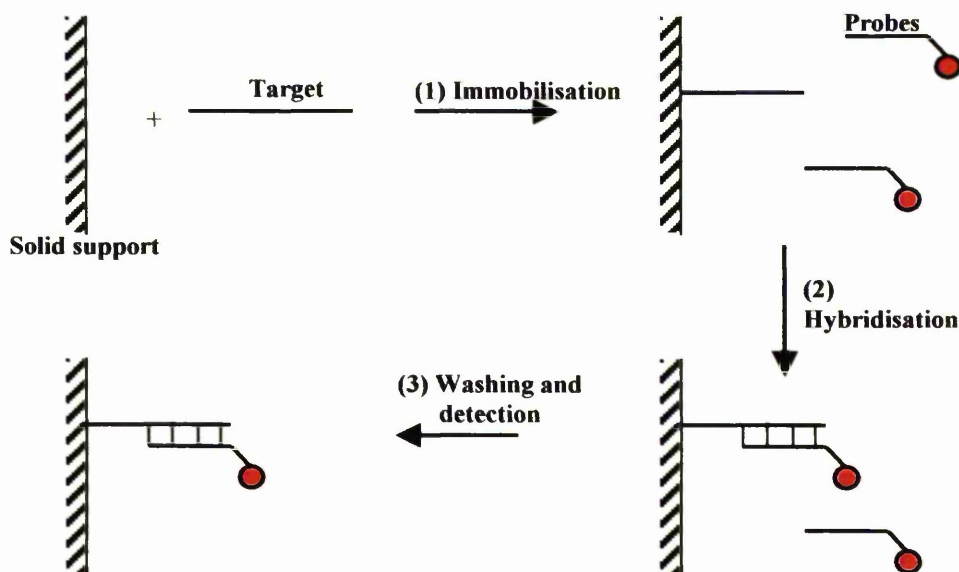 Probes
Target
(1) Immobilisation
+
Solid support
(2)
Hybridisation
(3) Washing and
detection